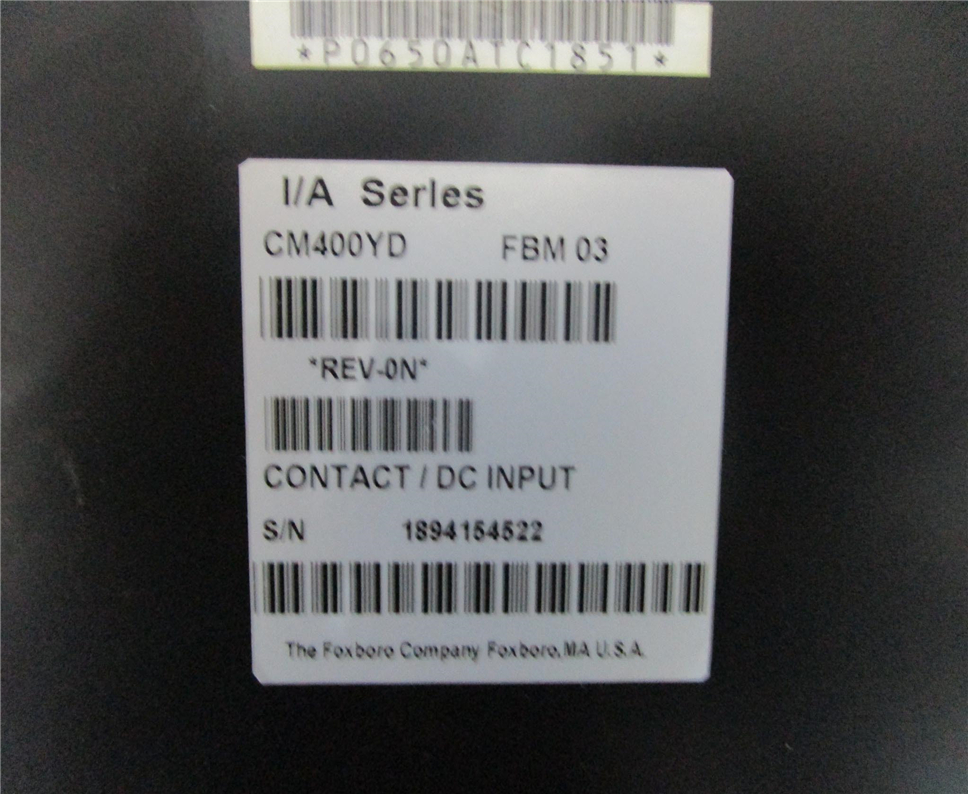 *P0650ATC1851*
I/A Series
CM400YD FBM 03
*REV-0N*
CONTACT / DC INPUT
S/N 1894154522
The Foxboro Company Foxboro,MA U.S.A.